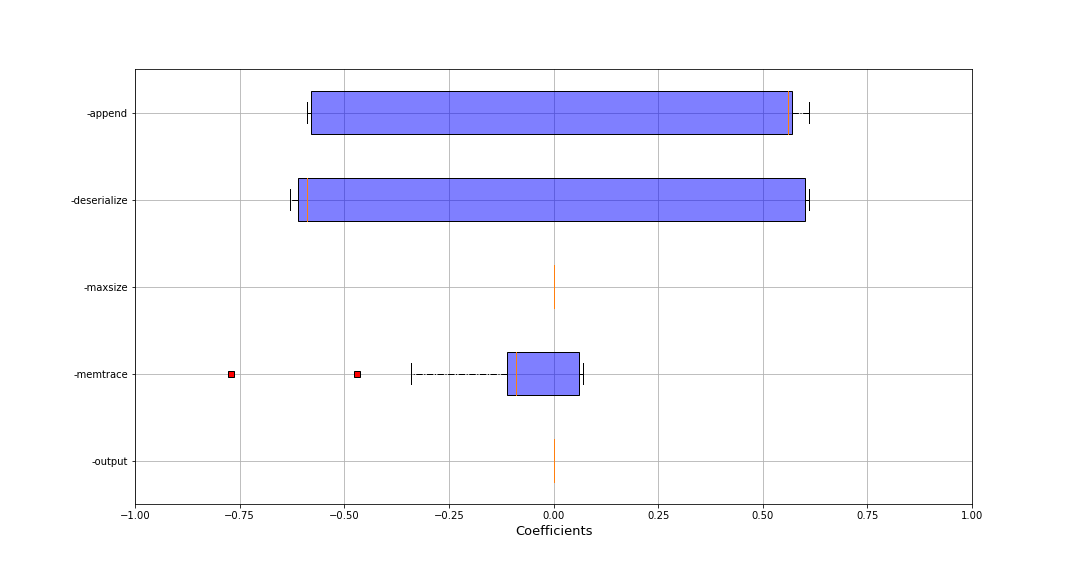 -append
-deserialize
-maxsize
-memtrace
-output
−1.00 −0.75 −0.50 −0.25 0.00 0.25 0.50 0.75 1.00
Coefficients